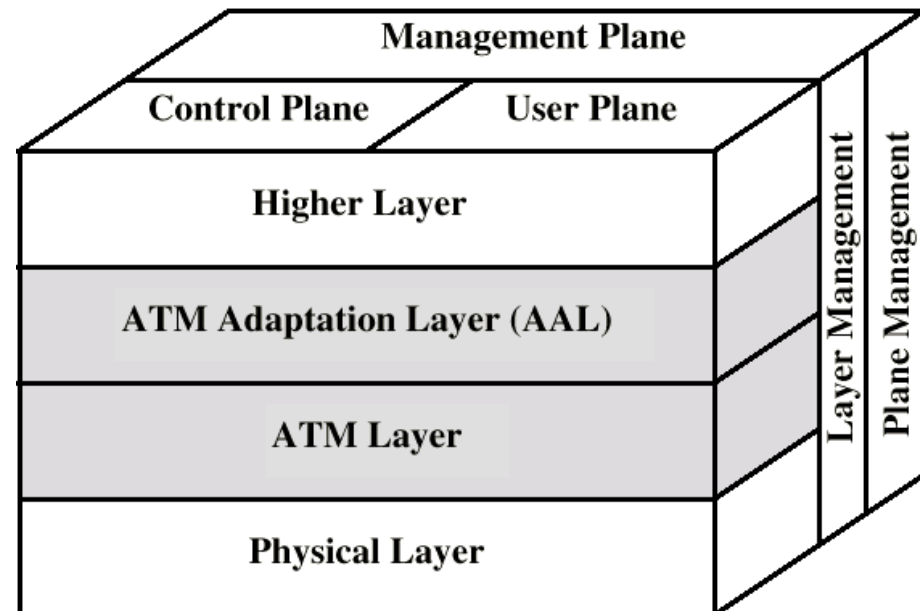 Management Plane
Control Plane
User Plane
Higher Layer
ATM Adaptation Layer (AAL)
ATM Layer
Physical Layer
Layer Management
Plane Management